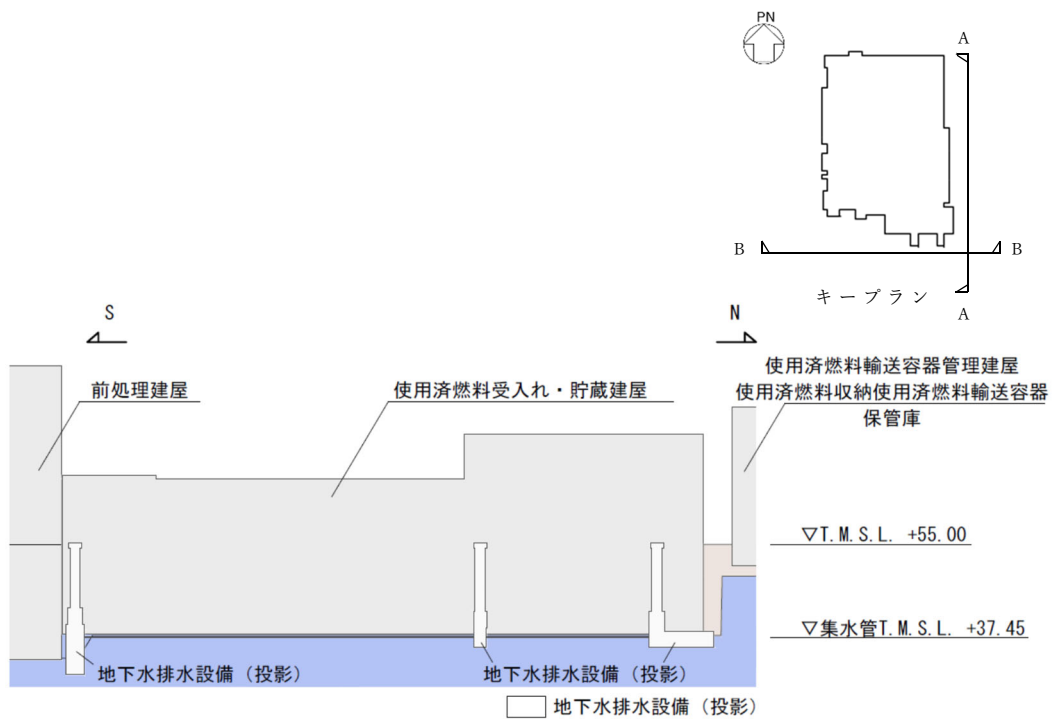 PN
A
B
B
キープラン
A
S
N
前処理建屋
使用済燃料受入れ・貯蔵建屋
使用済燃料輸送容器管理建屋
使用済燃料収納使用済燃料輸送容器
保管庫
▽T.M.S.L. +55.00
▽集水管T.M.S.L. +37.45
地下水排水設備(投影)
地下水排水設備(投影)
地下水排水設備(投影)